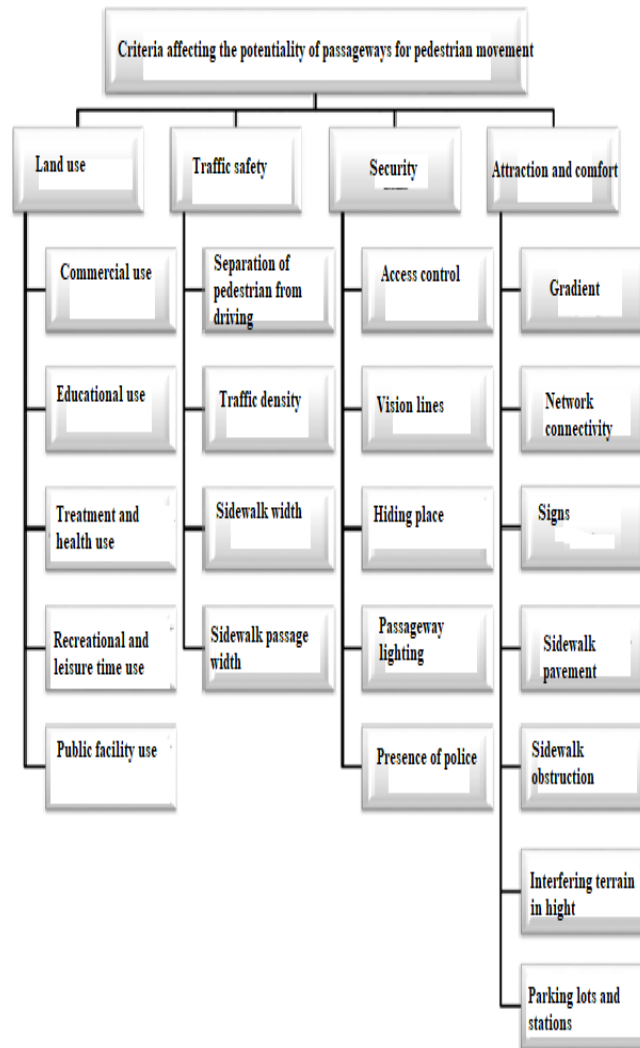 Criteria affecting the potentiality of passageways for pedestrian movement
Land use
Traffic safety
Security
Attraction and comfort
Commercial use
Educational use
Treatment and
health use
Recreational and
leisure time use
Public facility use
Separation of
pedestrian from
driving
Traffic density
Sidewalk width
Sidewalk passage
width
Access control
Vision lines
Hiding place
Passageway
lighting
Presence of police
Gradient
Network
connectivity
Signs
Sidewalk
pavement
Sidewalk
obstruction
Interfering terrain
in hight
Parking lots and
stations